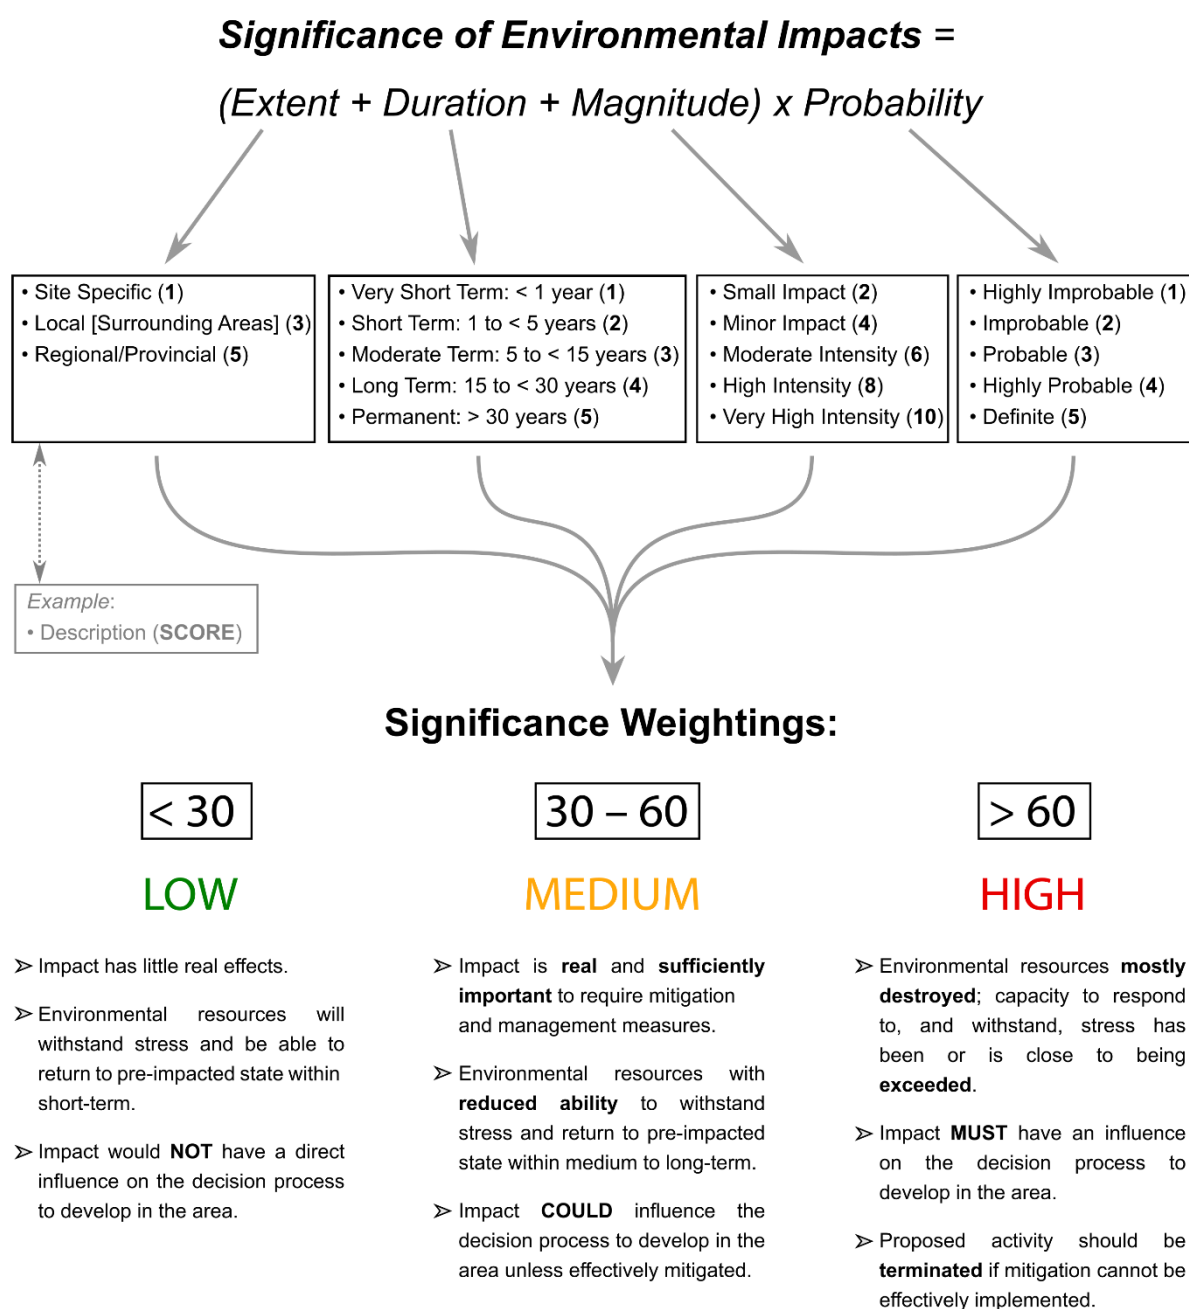 Significance of Environmental Impacts =
(Extent + Duration + Magnitude) x Probability
• Site Specific (1)
• Local [Surrounding Areas] (3)
• Regional/Provincial (5)
• Very Short Term: < 1 year (1)
• Short Term: 1 to < 5 years (2)
• Moderate Term: 5 to < 15 years (3)
• Long Term: 15 to < 30 years (4)
• Permanent: > 30 years (5)
• Small Impact (2)
• Minor Impact (4)
• Moderate Intensity (6)
• High Intensity (8)
• Very High Intensity (10)
• Highly Improbable (1)
• Improbable (2)
• Probable (3)
• Highly Probable (4)
• Definite (5)
Example:
• Description (SCORE)
Significance Weightings:
< 30
LOW
➢ Impact has little real effects.
➢ Environmental resources will
withstand stress and be able to
return to pre-impacted state within
short-term.
➢ Impact would NOT have a direct
influence on the decision process
to develop in the area.
30 – 60
MEDIUM
➢ Impact is real and sufficiently
important to require mitigation
and management measures.
➢ Environmental resources with
reduced ability to withstand
stress and return to pre-impacted
state within medium to long-term.
➢ Impact COULD influence the
decision process to develop in the
area unless effectively mitigated.
> 60
HIGH
➢ Environmental resources mostly
destroyed; capacity to respond
to, and withstand, stress has
been or is close to being
exceeded.
➢ Impact MUST have an influence
on the decision process to
develop in the area.
➢ Proposed activity should be
terminated if mitigation cannot be
effectively implemented.